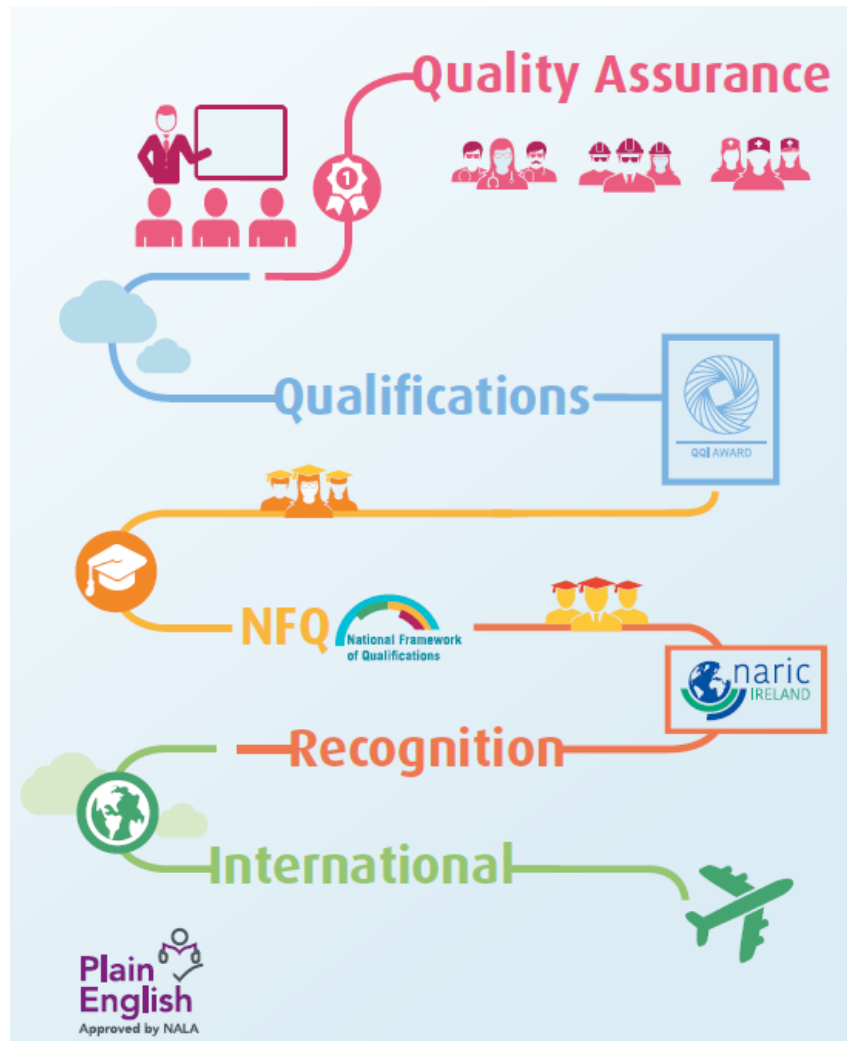 Quality Assurance
1
Qualifications
QQI AWARD
NFQ
National Framework
of Qualifications
naric
IRELAND
Recognition
International
Plain
English
Approved by NALA